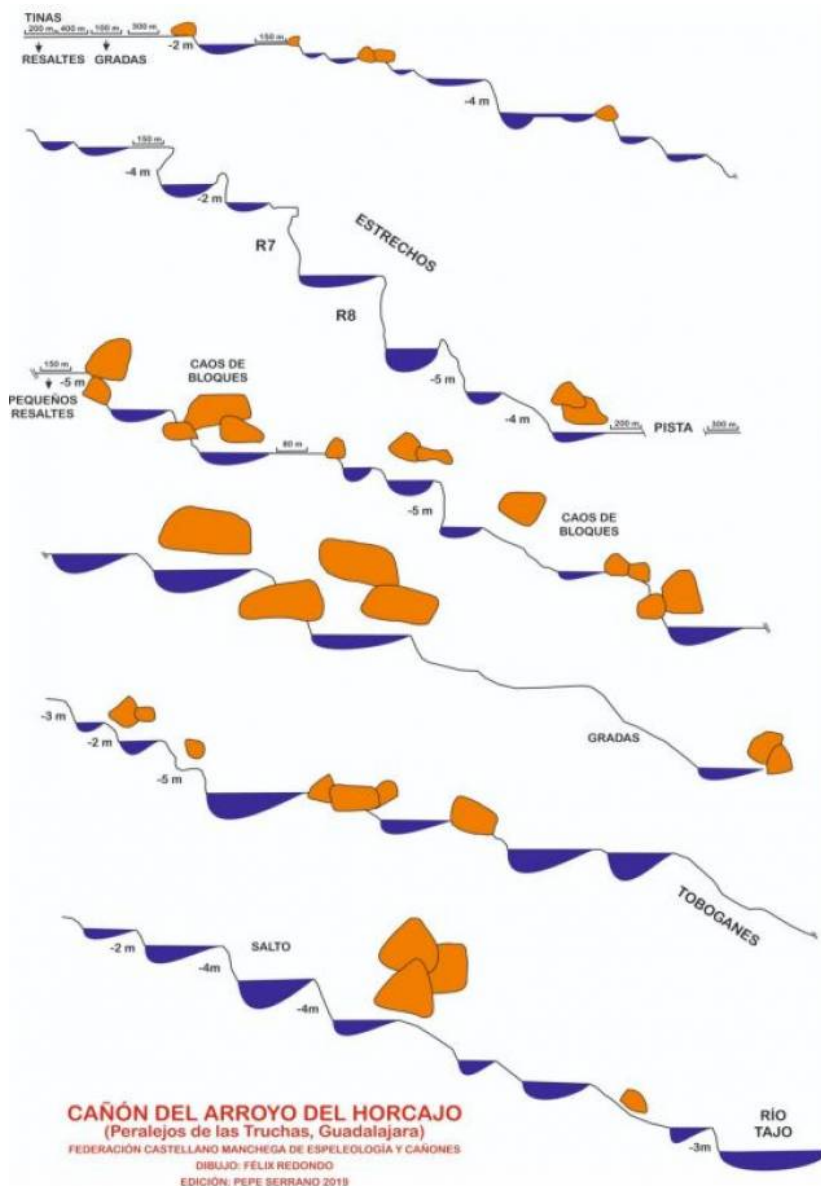 TINAS
200 m 400 m 100 m 300 m
RESALTES GRADAS
-2 m
150 m
-4 m
150 m
-4 m
-2 m
ESTRECHOS
R7
R8
-5 m
-4 m
200 m
PISTA
300 m
150 m
-5 m
PEQUEÑOS
RESALTES
CAOS DE
BLOQUES
80 m
-5 m
CAOS DE
BLOQUES
GRADAS
-3 m
-2 m
-5 m
TOBOGANES
-2 m
SALTO
-4m
-4m
-3m
RÍO
TAJO
CAÑÓN DEL ARROYO DEL HORCAJO
(Peralejos de las Truchas, Guadalajara)
FEDERACIÓN CASTELLANO MANCHEGA DE ESPELEOLOGÍA Y CAÑONES
DIBUJO: FÉLIX REDONDO
EDICIÓN: PEPE SERRANO 2019